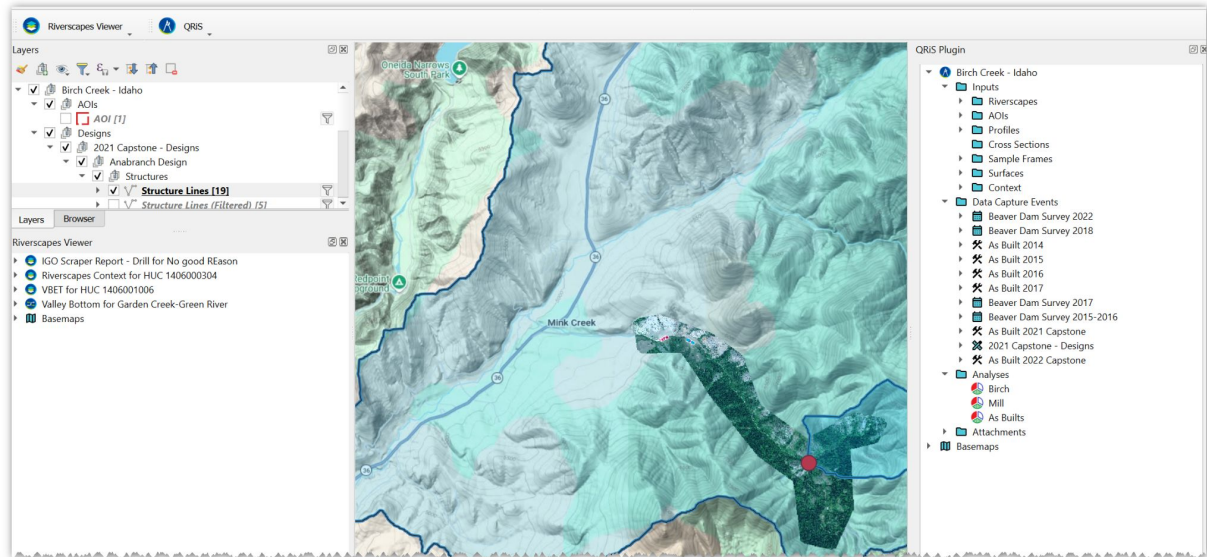 Riverscapes Viewer
QRiS
Layers
Birch Creek - Idaho
AOIs
AOI [1]
Designs
2021 Capstone - Designs
Anabranch Design
Structures
Structure Lines [19]
Structure Lines (Filtered) [5]
Layers
Browser
Riverscapes Viewer
IGO Scraper Report - Drill for No good REason
Riverscapes Context for HUC 1406000304
VBET for HUC 1406001006
Valley Bottom for Garden Creek-Green River
Basemaps
Oneida Narrows
South Park
36
36
Redpoint
Mink Creek
36
36
QRiS Plugin
Birch Creek - Idaho
Inputs
Riverscapes
AOIs
Profiles
Cross Sections
Sample Frames
Surfaces
Context
Data Capture Events
Beaver Dam Survey 2022
Beaver Dam Survey 2018
As Built 2014
As Built 2015
As Built 2016
As Built 2017
Beaver Dam Survey 2017
Beaver Dam Survey 2015-2016
As Built 2021 Capstone
2021 Capstone - Designs
As Built 2022 Capstone
Analyses
Birch
Mill
As Builts
Attachments
Basemaps